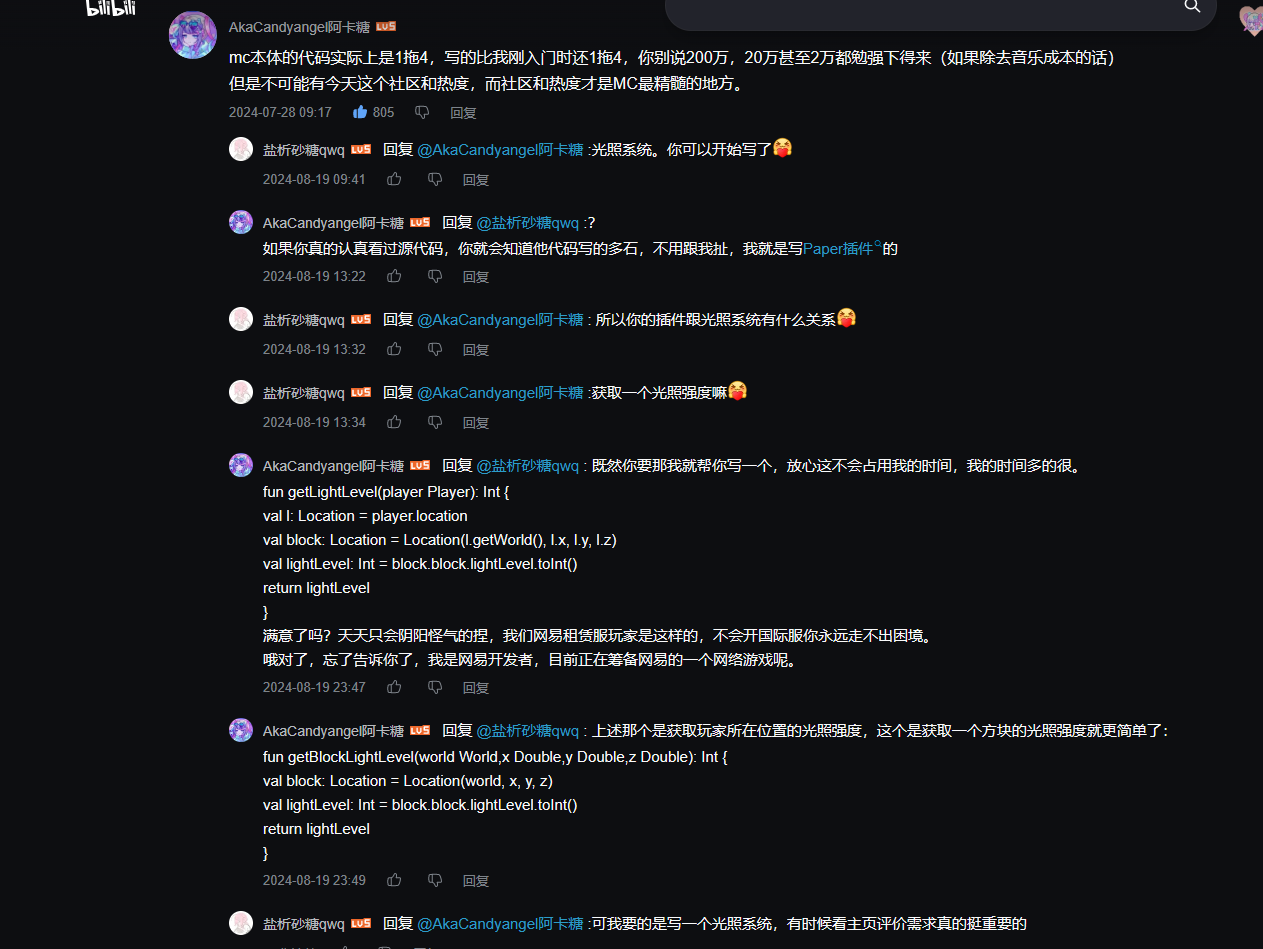 bilibili
AkaCandyangel阿卡糖 LV5
mc本体的代码实际上是1拖4，写的比我刚入门时还1拖4，你别说200万，20万甚至2万都勉强下得来（如果除去音乐成本的话）
但是不可能有今天这个社区和热度，而社区和热度才是MC最精髓的地方。
2024-07-28 09:17 805 回复
盐析砂糖qwq LV5 回复 @AkaCandyangel阿卡糖 :光照系统。你可以开始写了
2024-08-19 09:41 回复
AkaCandyangel阿卡糖 LV5 回复 @盐析砂糖qwq :?
如果你真的认真看过源代码，你就会知道他代码写的多石，不用跟我扯，我就是写Paper插件的
2024-08-19 13:22 回复
盐析砂糖qwq LV5 回复 @AkaCandyangel阿卡糖 : 所以你的插件跟光照系统有什么关系
2024-08-19 13:32 回复
盐析砂糖qwq LV5 回复 @AkaCandyangel阿卡糖 :获取一个光照强度嘛
2024-08-19 13:34 回复
AkaCandyangel阿卡糖 LV5 回复 @盐析砂糖qwq : 既然你要那我就帮你写一个，放心这不会占用我的时间，我的时间多的很。
fun getLightLevel(player Player): Int {
val l: Location = player.location
val block: Location = Location(l.getWorld(), l.x, l.y, l.z)
val lightLevel: Int = block.block.lightLevel.toInt()
return lightLevel
}
满意了吗？天天只会阴阳怪气的捏，我们网易租赁服玩家是这样的，不会开国际服你永远走不出困境。
哦对了，忘了告诉你了，我是网易开发者，目前正在筹备网易的一个网络游戏呢。
2024-08-19 23:47 回复
AkaCandyangel阿卡糖 LV5 回复 @盐析砂糖qwq : 上述那个是获取玩家所在位置的光照强度，这个是获取一个方块的光照强度就更简单了：
fun getBlockLightLevel(world World,x Double,y Double,z Double): Int {
val block: Location = Location(world, x, y, z)
val lightLevel: Int = block.block.lightLevel.toInt()
return lightLevel
}
2024-08-19 23:49 回复
盐析砂糖qwq LV5 回复 @AkaCandyangel阿卡糖 :可我要的是写一个光照系统，有时候看主页评价需求真的挺重要的